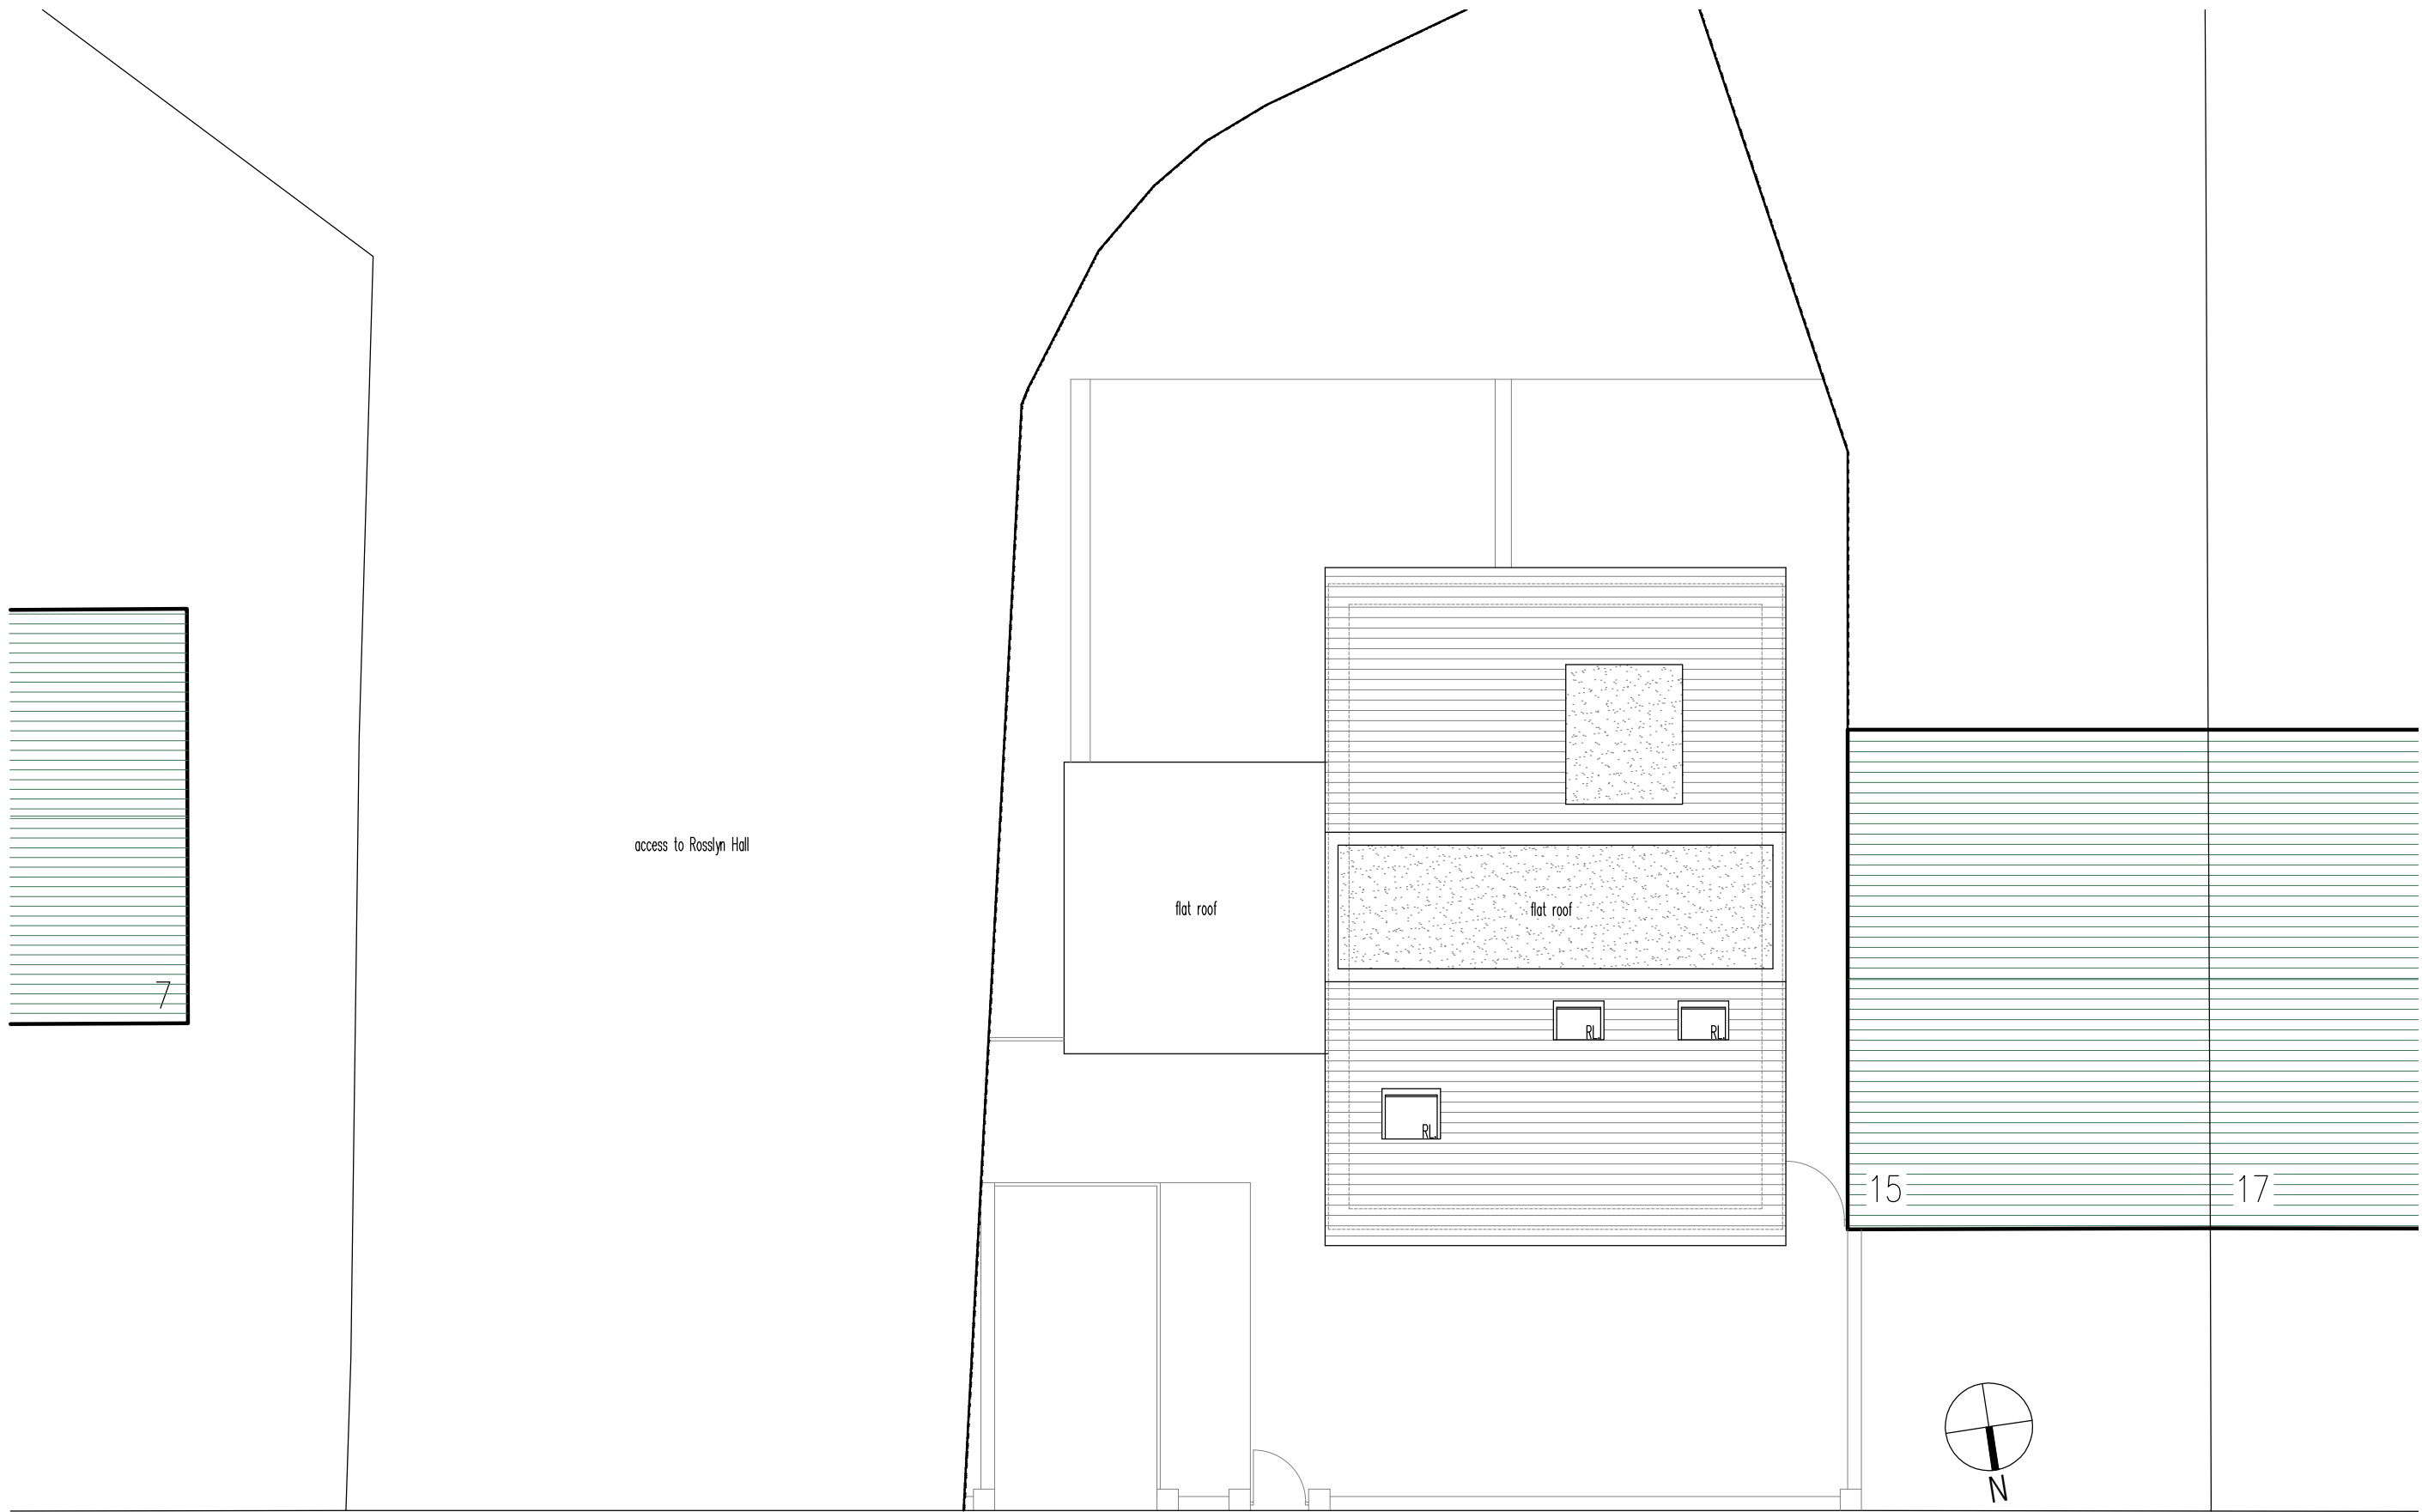 access to Rosslyn Hall
flat roof
flat roof
7
RL.
RL.
RL.
15
17
N